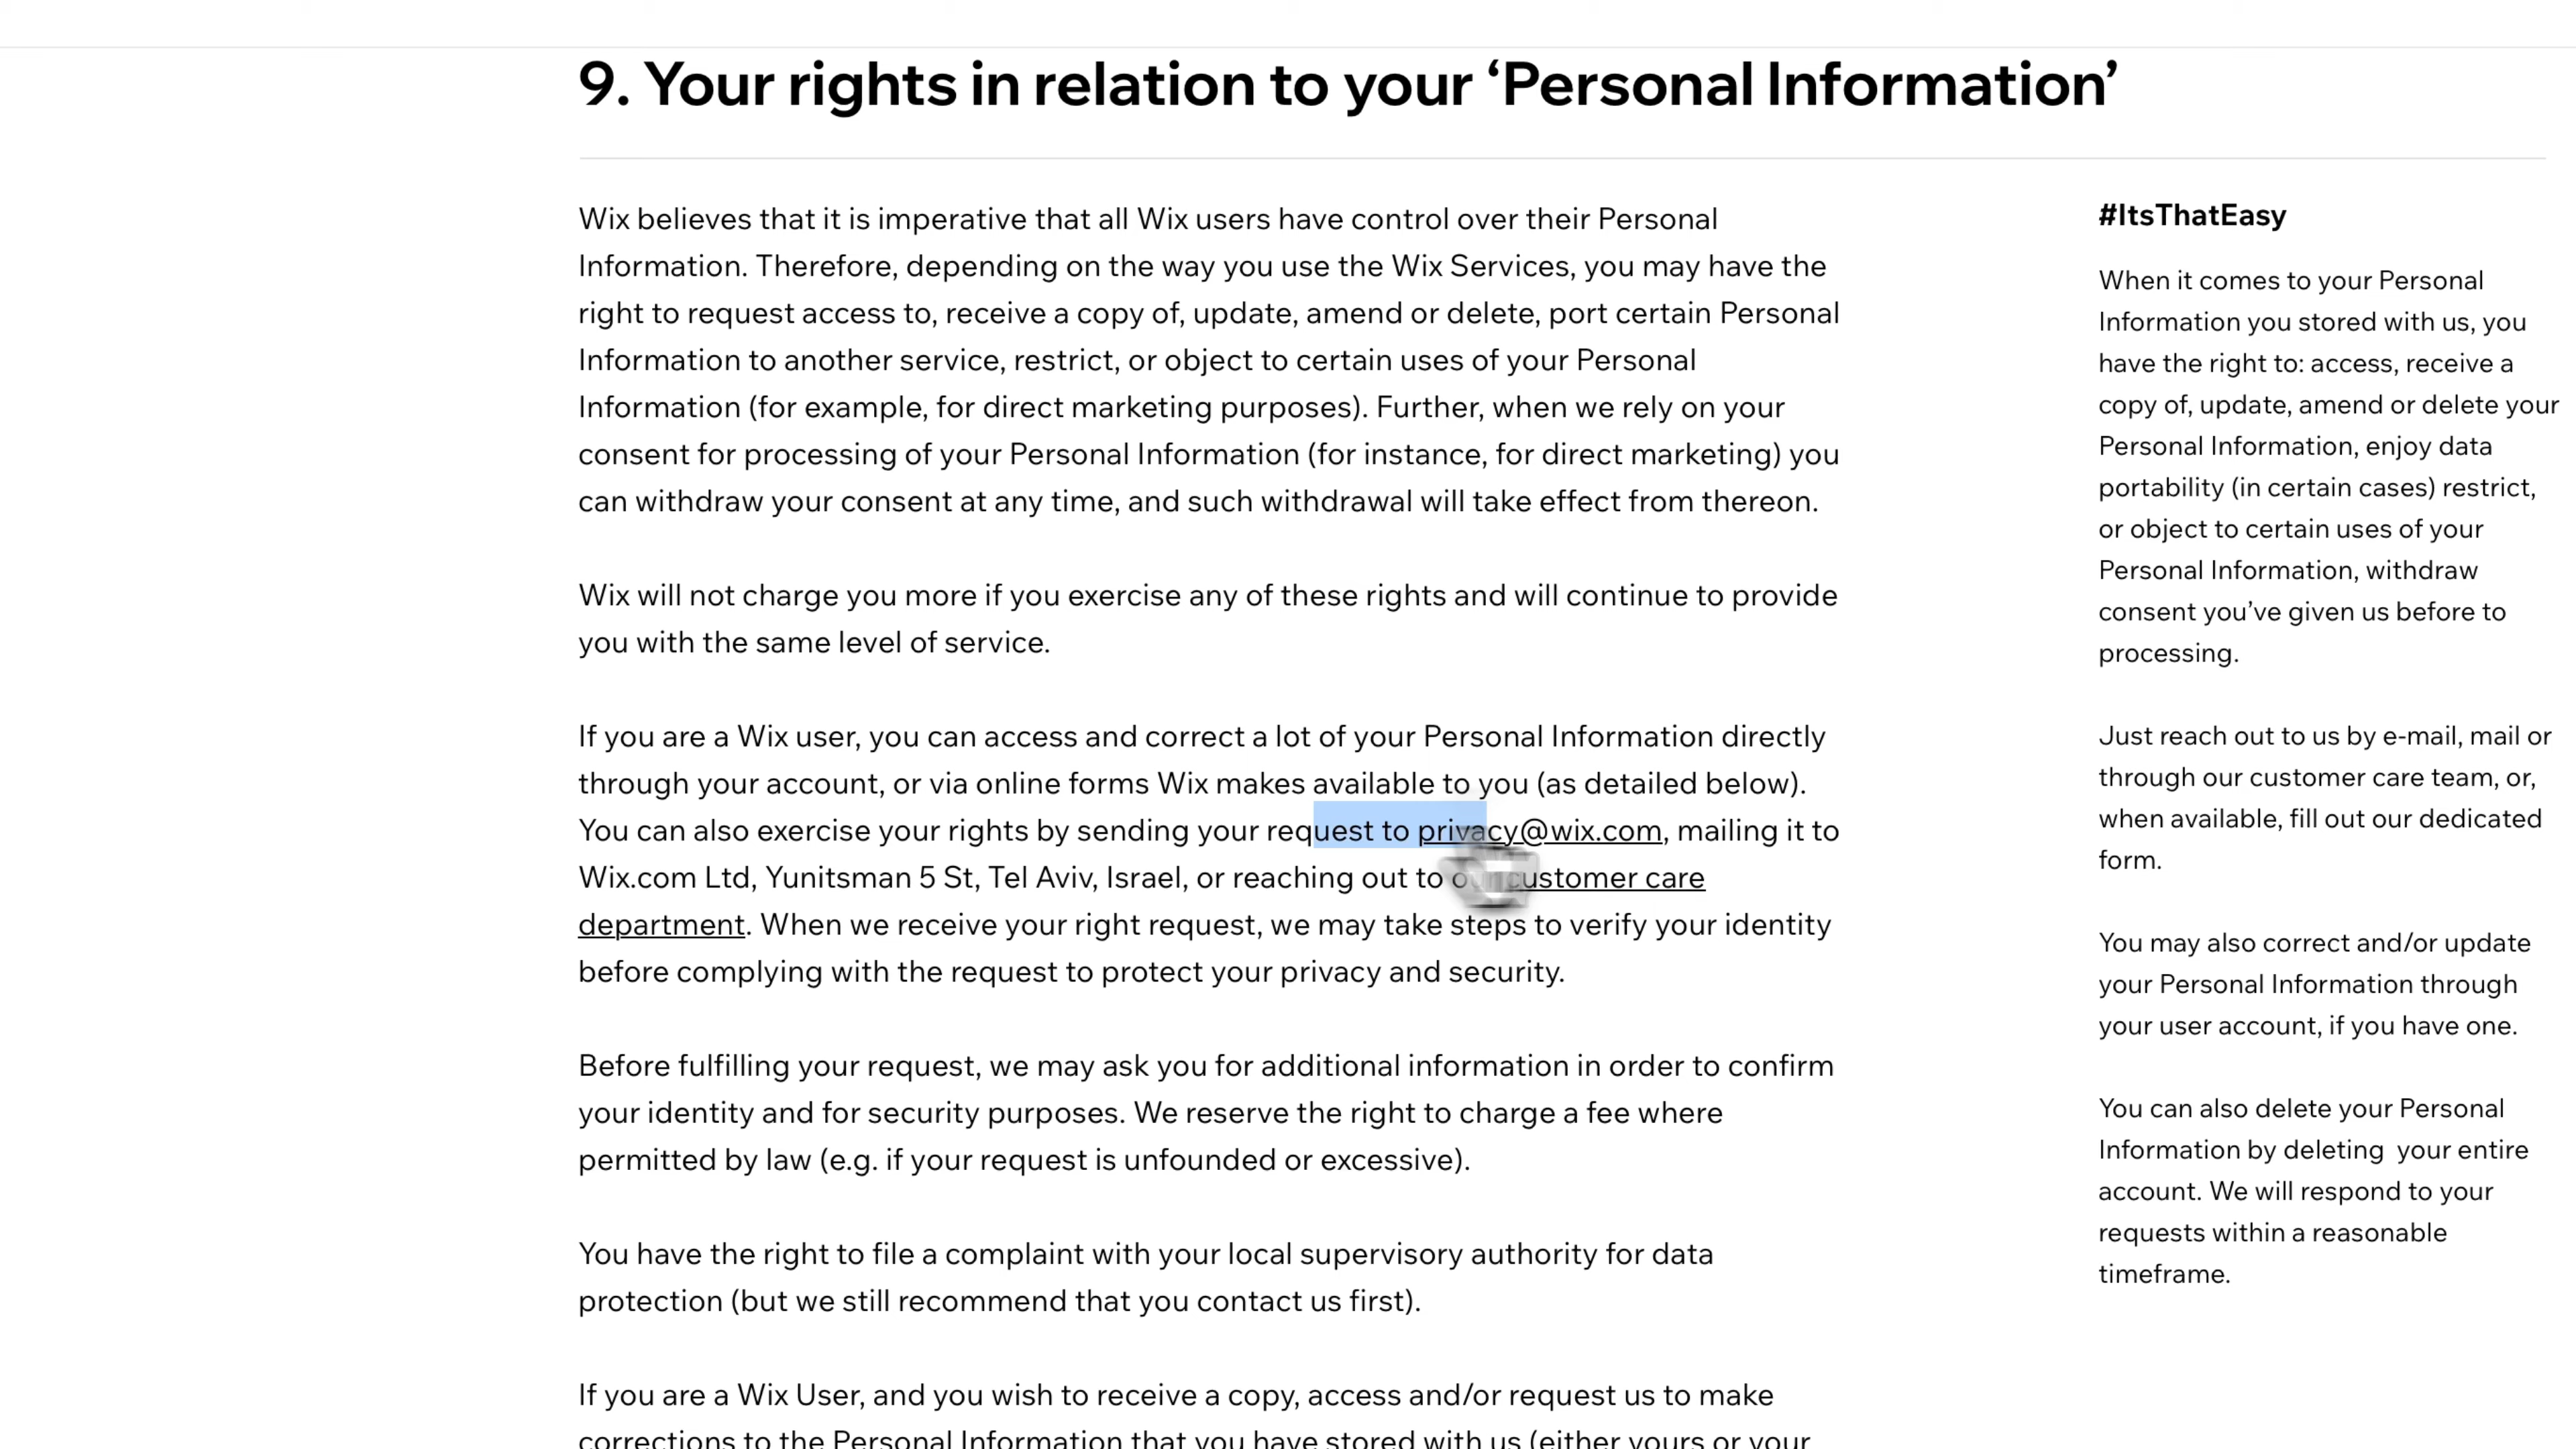 9. Your rights in relation to your ‘Personal Information’
Wix believes that it is imperative that all Wix users have control over their Personal
Information. Therefore, depending on the way you use the Wix Services, you may have the
right to request access to, receive a copy of, update, amend or delete, port certain Personal
Information to another service, restrict, or object to certain uses of your Personal
Information (for example, for direct marketing purposes). Further, when we rely on your
consent for processing of your Personal Information (for instance, for direct marketing) you
can withdraw your consent at any time, and such withdrawal will take effect from thereon.
Wix will not charge you more if you exercise any of these rights and will continue to provide
you with the same level of service.
If you are a Wix user, you can access and correct a lot of your Personal Information directly
through your account, or via online forms Wix makes available to you (as detailed below).
You can also exercise your rights by sending your request to privacy@wix.com, mailing it to
Wix.com Ltd, Yunitsman 5 St, Tel Aviv, Israel, or reaching out to our customer care
department. When we receive your right request, we may take steps to verify your identity
before complying with the request to protect your privacy and security.
Before fulfilling your request, we may ask you for additional information in order to confirm
your identity and for security purposes. We reserve the right to charge a fee where
permitted by law (e.g. if your request is unfounded or excessive).
You have the right to file a complaint with your local supervisory authority for data
protection (but we still recommend that you contact us first).
If you are a Wix User, and you wish to receive a copy, access and/or request us to make
corrections to the Personal Information that you have stored with us (either yours or your
#ItsThatEasy
When it comes to your Personal
Information you stored with us, you
have the right to: access, receive a
copy of, update, amend or delete your
Personal Information, enjoy data
portability (in certain cases) restrict,
or object to certain uses of your
Personal Information, withdraw
consent you’ve given us before to
processing.
Just reach out to us by e-mail, mail or
through our customer care team, or,
when available, fill out our dedicated
form.
You may also correct and/or update
your Personal Information through
your user account, if you have one.
You can also delete your Personal
Information by deleting  your entire
account. We will respond to your
requests within a reasonable
timeframe.